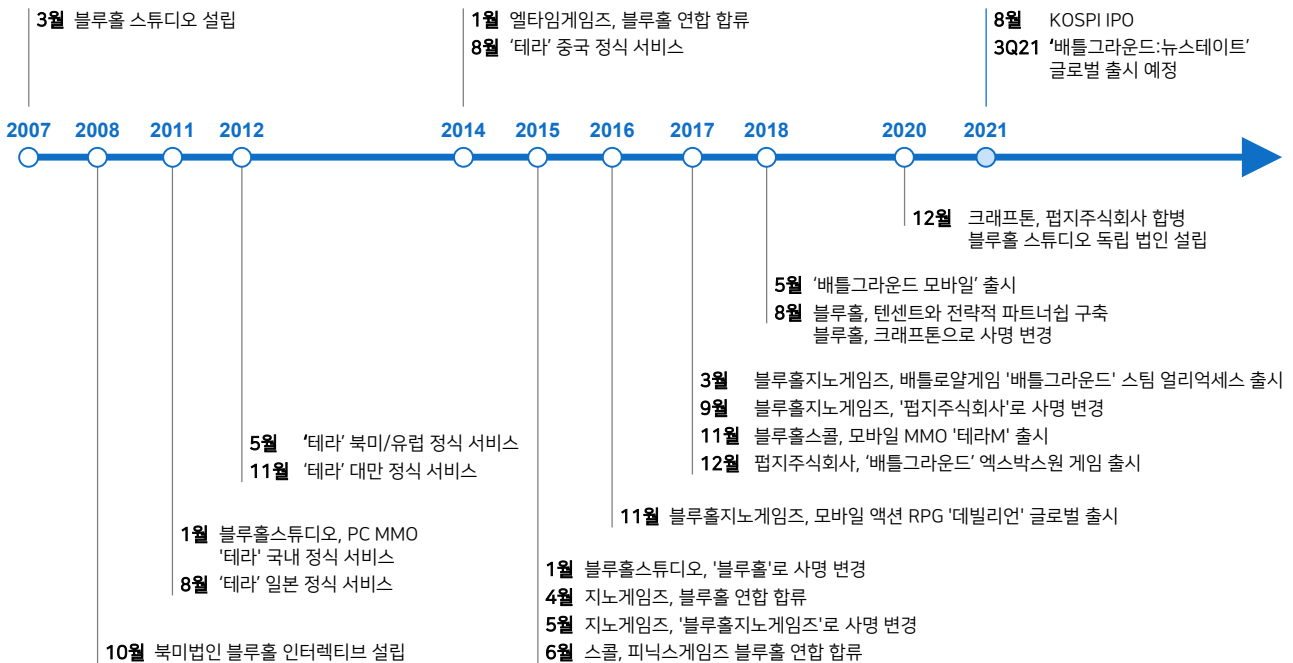 3월 블루홀 스튜디오 설립
1월 엘타임게임즈, 블루홀 연합 합류
8월 ‘테라’ 중국 정식 서비스
8월 KOSPI IPO
3Q21 ‘배틀그라운드:뉴스테이트’
글로벌 출시 예정
2007 2008 2011 2012 2014 2015 2016 2017 2018 2020 2021
12월 크래프톤, 펍지주식회사 합병
블루홀 스튜디오 독립 법인 설립
5월 ‘배틀그라운드 모바일’ 출시
8월 블루홀, 텐센트와 전략적 파트너쉽 구축
블루홀, 크래프톤으로 사명 변경
3월 블루홀지노게임즈, 배틀로얄게임 '배틀그라운드' 스팀 얼리억세스 출시
9월 블루홀지노게임즈, '펍지주식회사'로 사명 변경
11월 블루홀스콜, 모바일 MMO '테라M' 출시
12월 펍지주식회사, ‘배틀그라운드’ 엑스박스원 게임 출시
5월 ‘테라’ 북미/유럽 정식 서비스
11월 ‘테라’ 대만 정식 서비스
11월 블루홀지노게임즈, 모바일 액션 RPG '데빌리언' 글로벌 출시
1월 블루홀스튜디오, PC MMO
'테라' 국내 정식 서비스
8월 ‘테라’ 일본 정식 서비스
1월 블루홀스튜디오, '블루홀'로 사명 변경
4월 지노게임즈, 블루홀 연합 합류
5월 지노게임즈, '블루홀지노게임즈'로 사명 변경
6월 스콜, 피닉스게임즈 블루홀 연합 합류
10월 북미법인 블루홀 인터렉티브 설립